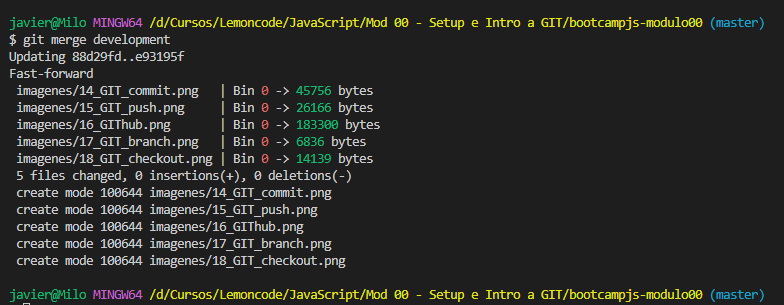 javier@Milo MINGW64 /d/Cursos/Lemoncode/JavaScript/Mod 00 - Setup e Intro a GIT/bootcampjs-modulo00 (master)
$ git merge development
Updating 88d29fd..e93195f
Fast-forward
 imagenes/14_GIT_commit.png   | Bin 0 -> 45756 bytes
 imagenes/15_GIT_push.png     | Bin 0 -> 26166 bytes
 imagenes/16_GIThub.png       | Bin 0 -> 183300 bytes
 imagenes/17_GIT_branch.png   | Bin 0 -> 6836 bytes
 imagenes/18_GIT_checkout.png | Bin 0 -> 14139 bytes
 5 files changed, 0 insertions(+), 0 deletions(-)
 create mode 100644 imagenes/14_GIT_commit.png
 create mode 100644 imagenes/15_GIT_push.png
 create mode 100644 imagenes/16_GIThub.png
 create mode 100644 imagenes/17_GIT_branch.png
 create mode 100644 imagenes/18_GIT_checkout.png
javier@Milo MINGW64 /d/Cursos/Lemoncode/JavaScript/Mod 00 - Setup e Intro a GIT/bootcampjs-modulo00 (master)